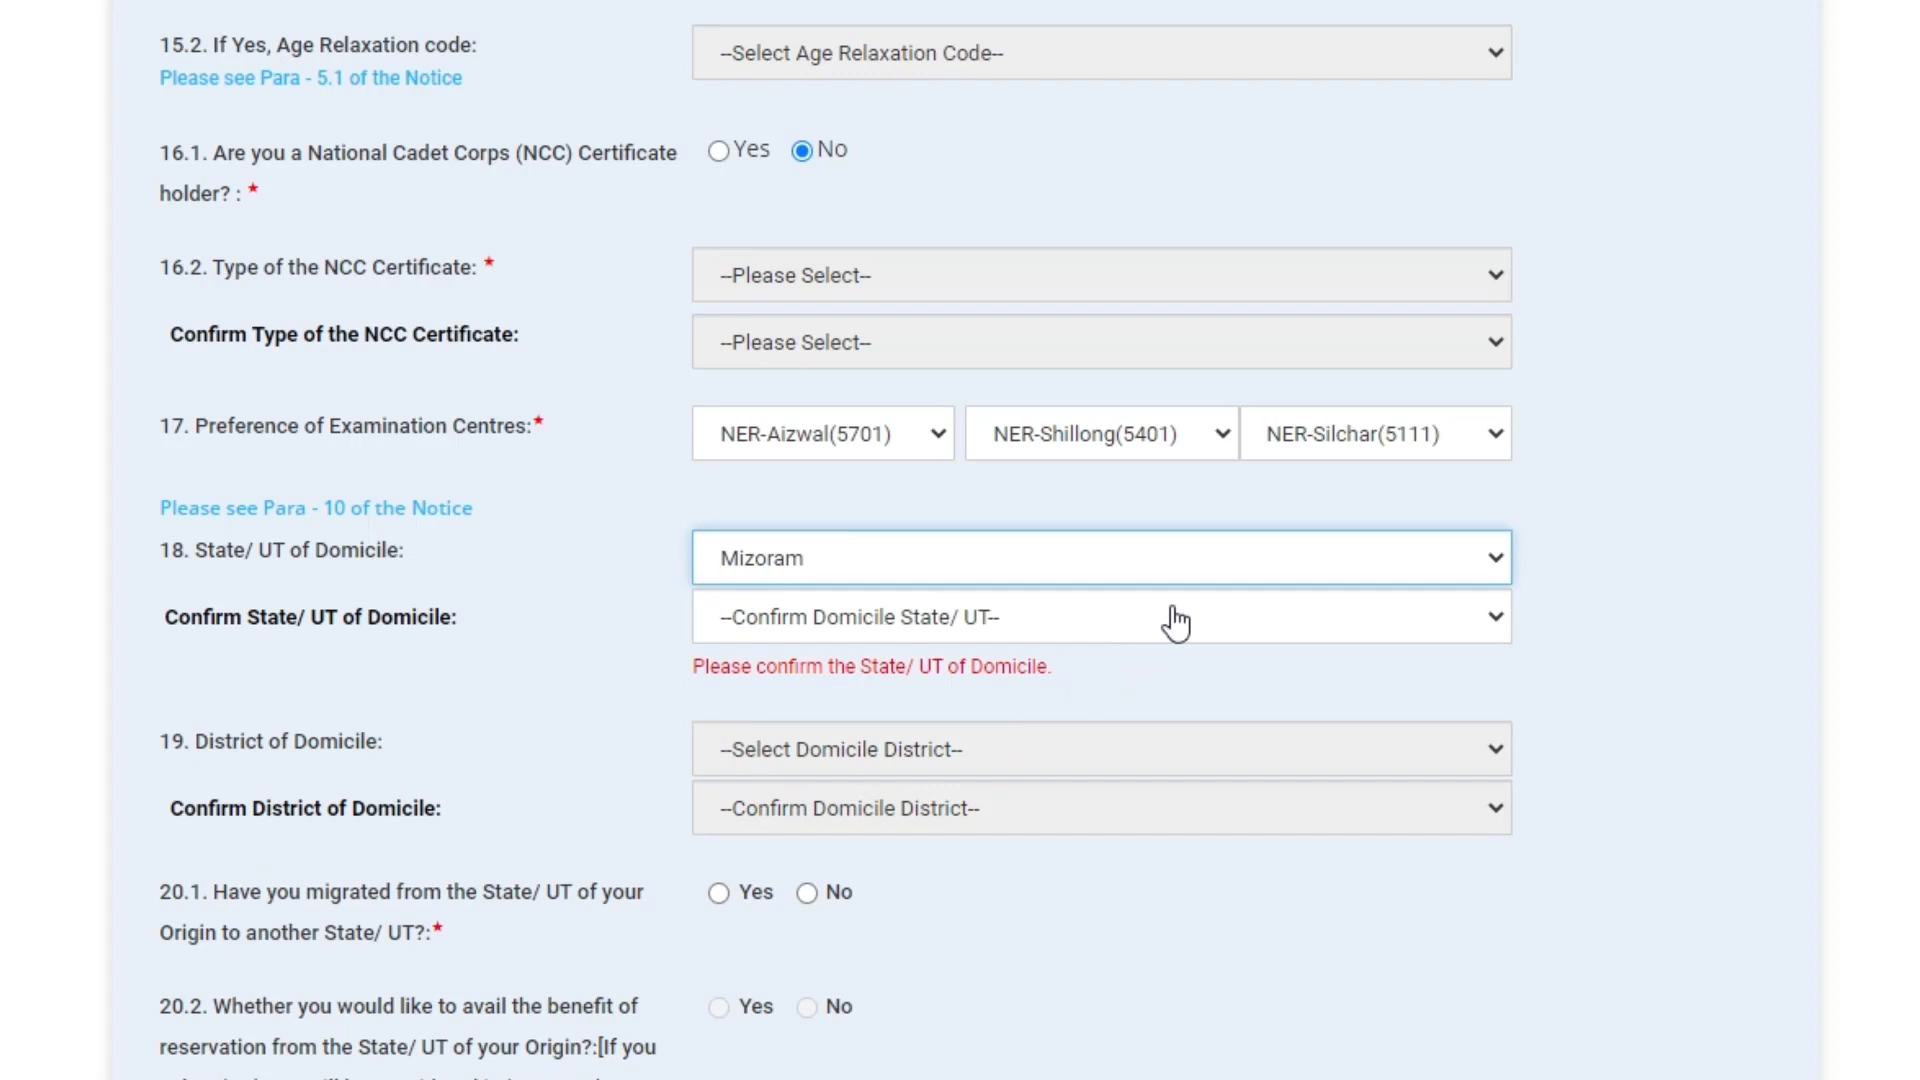 15.2. If Yes, Age Relaxation code:
--Select Age Relaxation Code--
Please see Para - 5.1 of the Notice
16.1. Are you a National Cadet Corps (NCC) Certificate
holder? : *
Yes No
16.2. Type of the NCC Certificate: *
--Please Select--
Confirm Type of the NCC Certificate:
--Please Select--
17. Preference of Examination Centres:*
NER-Aizwal(5701) NER-Shillong(5401) NER-Silchar(5111)
Please see Para - 10 of the Notice
18. State/ UT of Domicile:
Mizoram
Confirm State/ UT of Domicile:
--Confirm Domicile State/ UT--
Please confirm the State/ UT of Domicile.
19. District of Domicile:
--Select Domicile District--
Confirm District of Domicile:
--Confirm Domicile District--
20.1. Have you migrated from the State/ UT of your
Origin to another State/ UT?:*
Yes No
20.2. Whether you would like to avail the benefit of
reservation from the State/ UT of your Origin?:[If you
Yes No